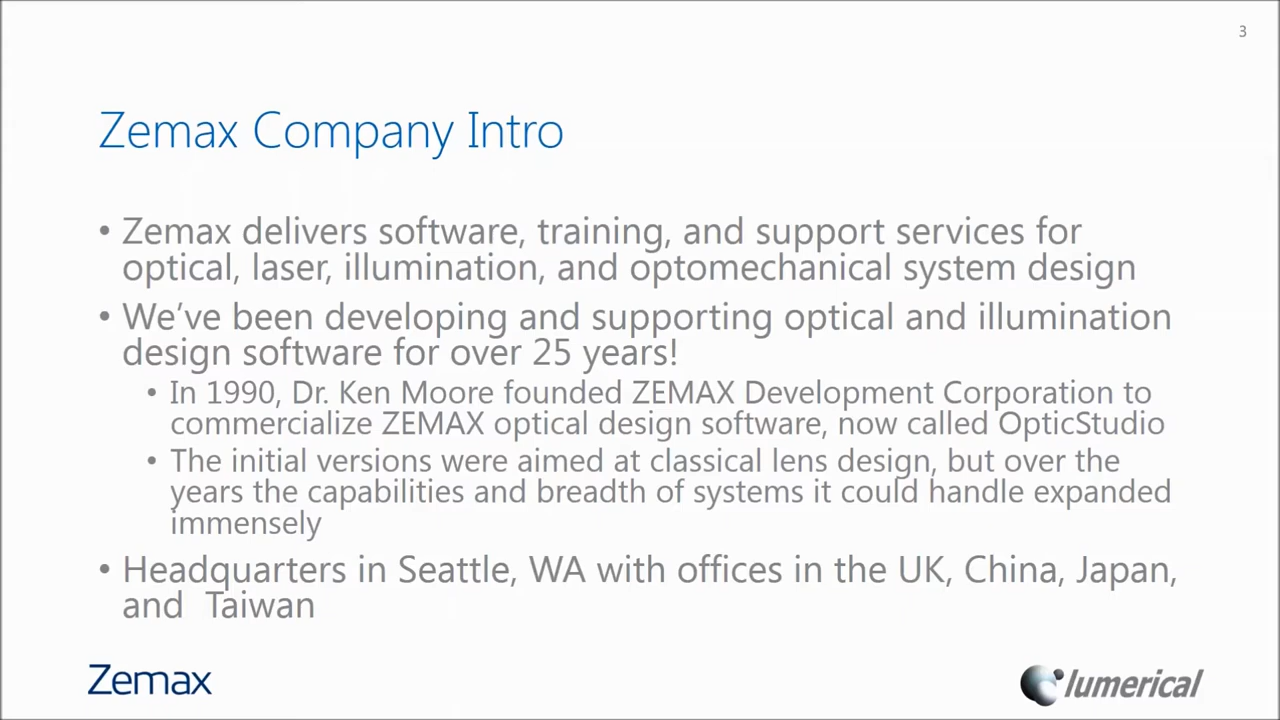 3
Zemax Company Intro
• Zemax delivers software, training, and support services for
optical, laser, illumination, and optomechanical system design
• We've been developing and supporting optical and illumination
design software for over 25 years!
• In 1990, Dr. Ken Moore founded ZEMAX Development Corporation to
commercialize ZEMAX optical design software, now called OpticStudio
• The initial versions were aimed at classical lens design, but over the
years the capabilities and breadth of systems it could handle expanded
immensely
• Headquarters in Seattle, WA with offices in the UK, China, Japan,
and  Taiwan
Zemax
lumerical